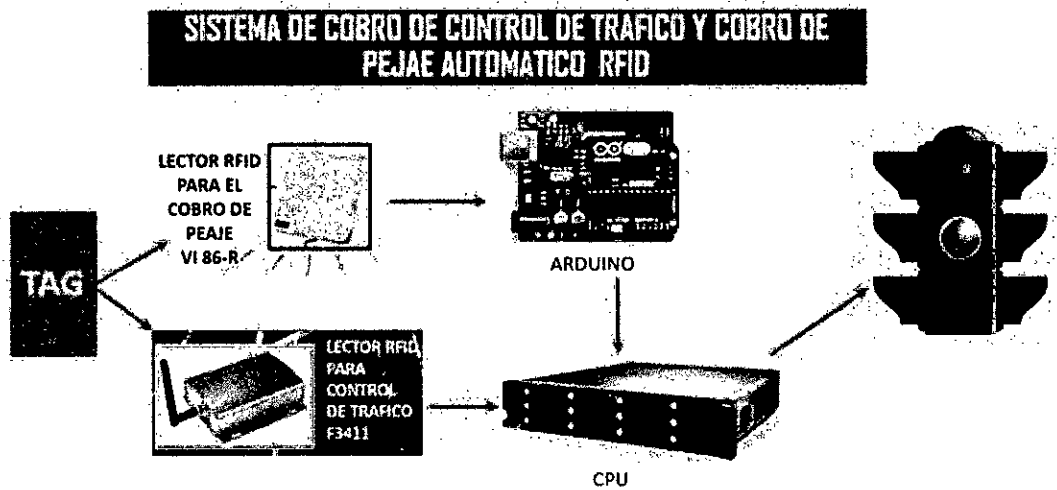 SISTEMA DE COBRO DE CONTROL DE TRAFICO Y COBRO DE
PEJAE AUTOMATICO RFID
LECTOR RFID
PARA EL
COBRO DE
PEAJE
VI 86-R
TAG
ARDUINO
LECTOR RFID
PARA
CONTROL
DE TRAFICO
F3411
CPU